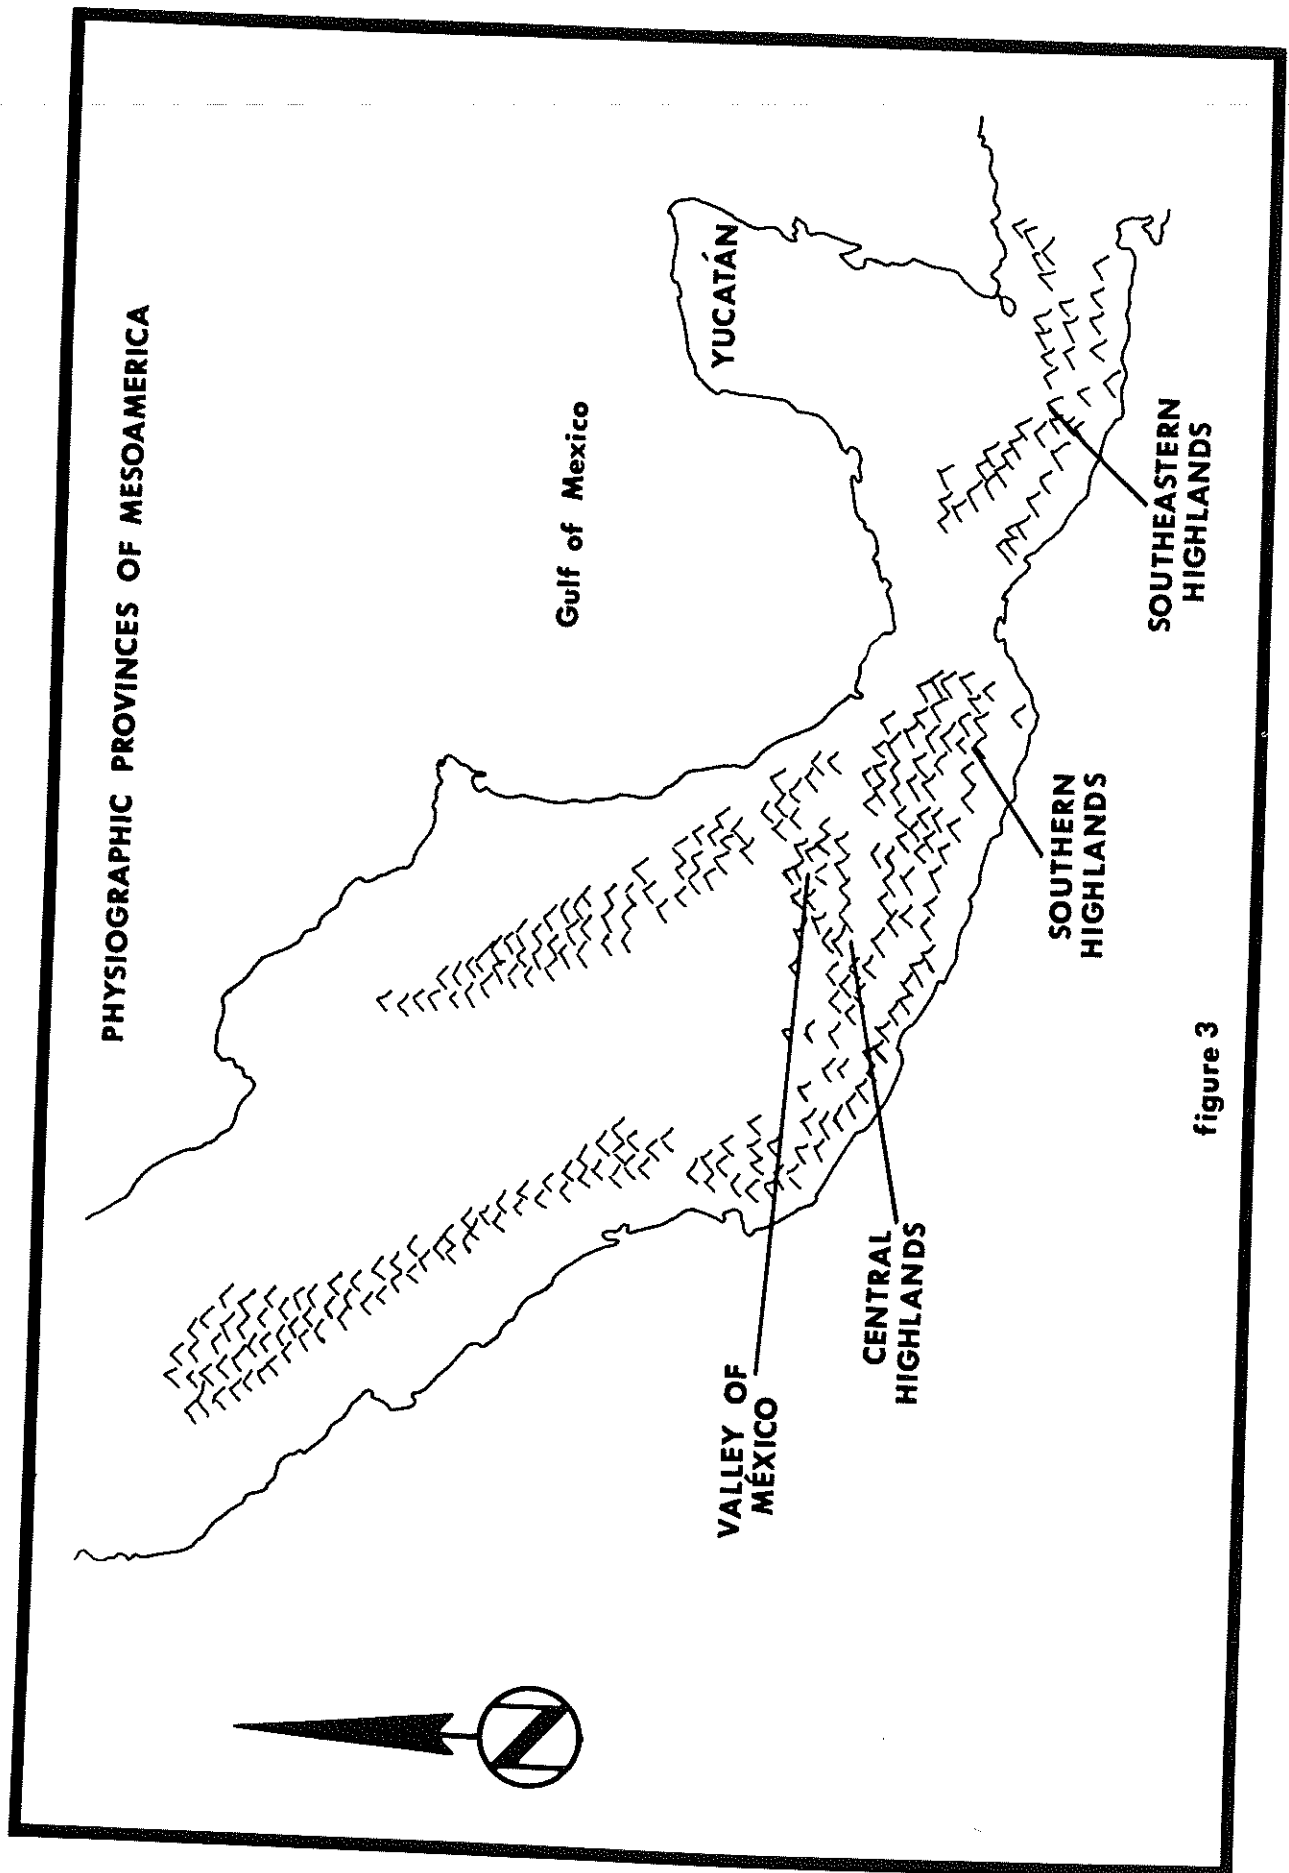 PHYSIOGRAPHIC PROVINCES OF MESOAMERICA
Gulf of Mexico
YUCATÁN
VALLEY OF
MÉXICO
CENTRAL
HIGHLANDS
SOUTHERN
HIGHLANDS
SOUTHEASTERN
HIGHLANDS
N
figure 3